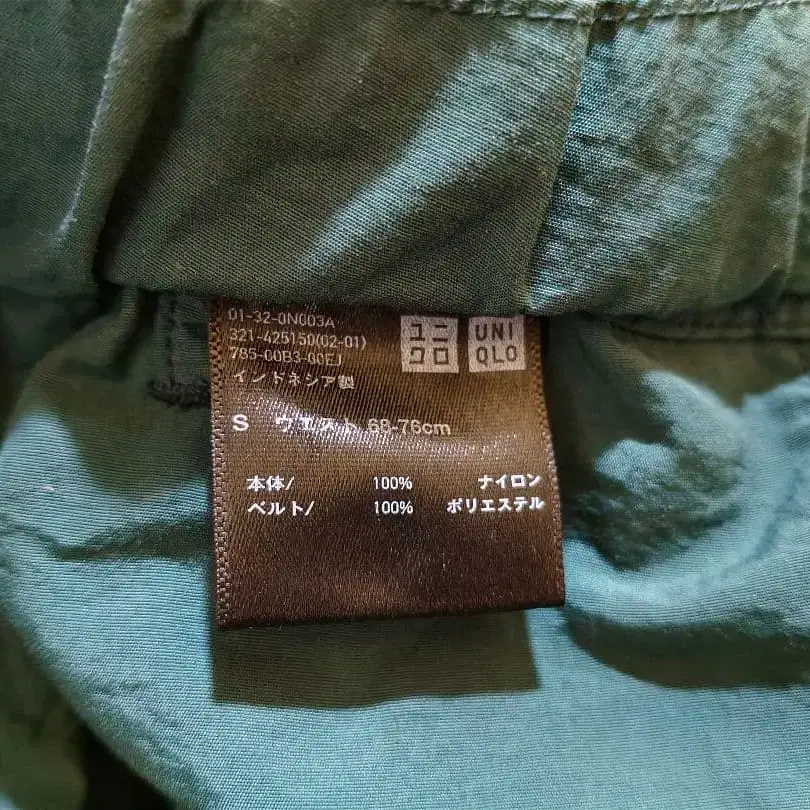 01-32-0N003A
321-425150(02-01)
785-00B3-00EJ
インドネシア製
ユニ
クロ
UNI
QLO
S ウエスト 68-76cm
本体/ 100% ナイロン
ベルト/ 100% ポリエステル